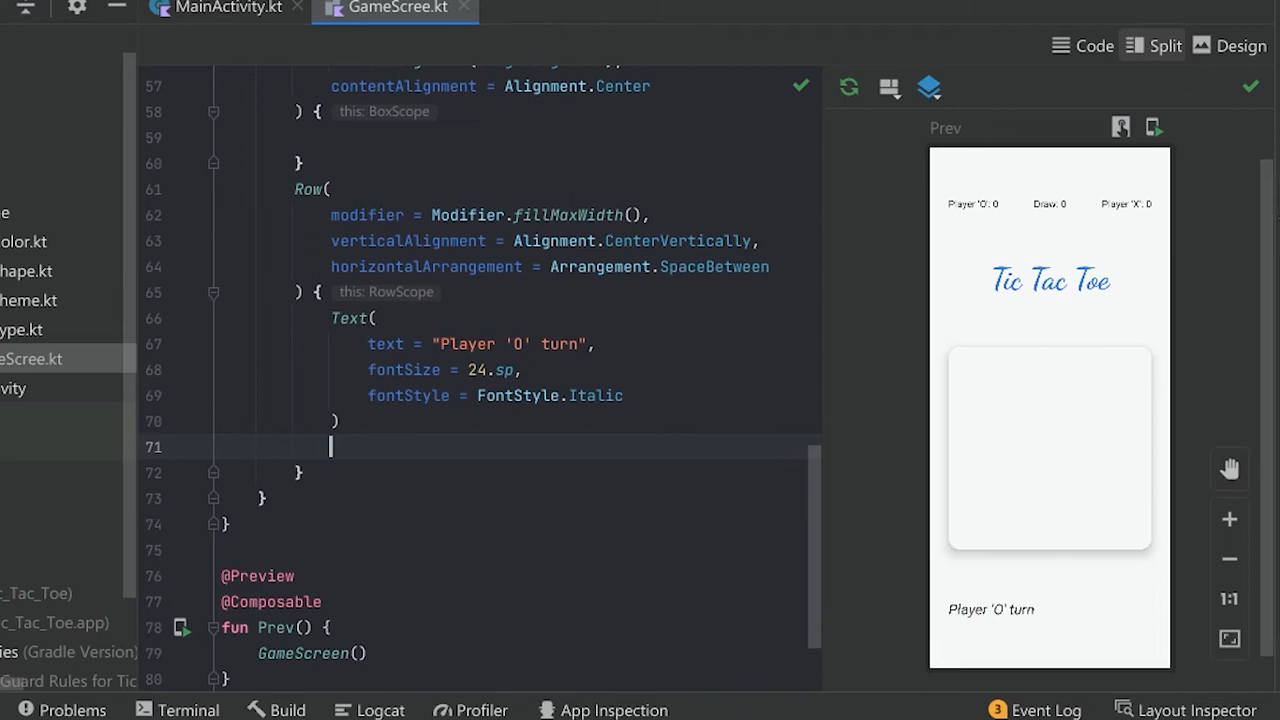 MainActivity.kt
GameScree.kt
Code
Split
Design
57 contentAlignment = Alignment.Center
58 ) { this: BoxScope
59
60 }
61 Row(
62 modifier = Modifier.fillMaxWidth(),
63 verticalAlignment = Alignment.CenterVertically,
64 horizontalArrangement = Arrangement.SpaceBetween
65 ) { this: RowScope
66 Text(
67 text = "Player 'O' turn",
68 fontSize = 24.sp,
69 fontStyle = FontStyle.Italic
70 )
71
72 }
73 }
74 }
75
76 @Preview
77 @Composable
78 fun Prev() {
79 GameScreen()
80 }
e
olor.kt
hape.kt
heme.kt
ype.kt
eScree.kt
ivity
c_Tac_Toe)
ic_Tac_Toe.app)
ies (Gradle Version)
Guard Rules for Tic
Prev
Player 'O': 0
Draw: 0
Player 'X': 0
Tic Tac Toe
Player 'O' turn
1:1
Problems
Terminal
Build
Logcat
Profiler
App Inspection
3 Event Log
Layout Inspector